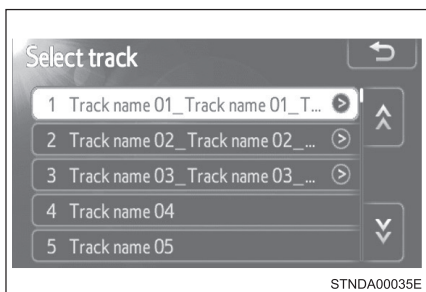 Select track
1 Track name 01_Track name 01_T...
2 Track name 02_Track name 02_...
3 Track name 03_Track name 03_...
4 Track name 04
5 Track name 05
STNDA00035E